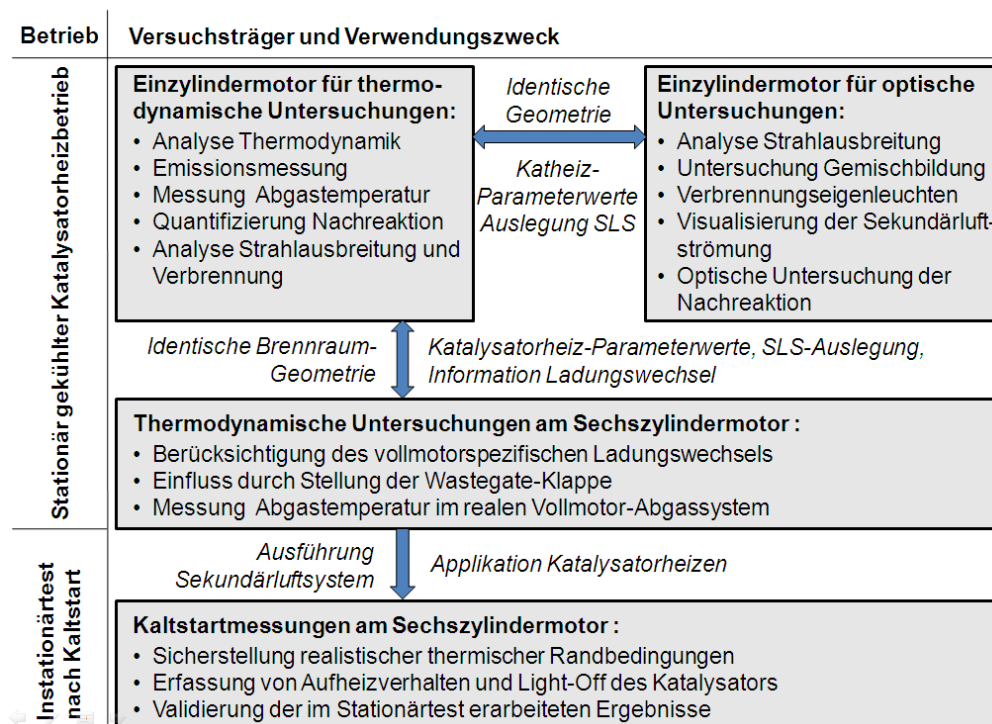 Betrieb
Versuchsträger und Verwendungszweck
Stationär gekühlter Katalysatorheizbetrieb
Einzylindermotor für thermo-
dynamische Untersuchungen:
• Analyse Thermodynamik
• Emissionsmessung
• Messung Abgastemperatur
• Quantifizierung Nachreaktion
• Analyse Strahlausbreitung und
Verbrennung
Identische
Geometrie
Katheiz-
Parameterwerte
Auslegung SLS
Einzylindermotor für optische
Untersuchungen:
• Analyse Strahlausbreitung
• Untersuchung Gemischbildung
• Verbrennungseigenleuchten
• Visualisierung der Sekundärluft-
strömung
• Optische Untersuchung der
Nachreaktion
Identische Brennraum-
Geometrie
Katalysatorheiz-Parameterwerte, SLS-Auslegung,
Information Ladungswechsel
Thermodynamische Untersuchungen am Sechszylindermotor :
• Berücksichtigung des vollmotorspezifischen Ladungswechsels
• Einfluss durch Stellung der Wastegate-Klappe
• Messung Abgastemperatur im realen Vollmotor-Abgassystem
Instationärtest
nach Kaltstart
Ausführung
Sekundärluftsystem
Applikation Katalysatorheizen
Kaltstartmessungen am Sechszylindermotor :
• Sicherstellung realistischer thermischer Randbedingungen
• Erfassung von Aufheizverhalten und Light-Off des Katalysators
• Validierung der im Stationärtest erarbeiteten Ergebnisse